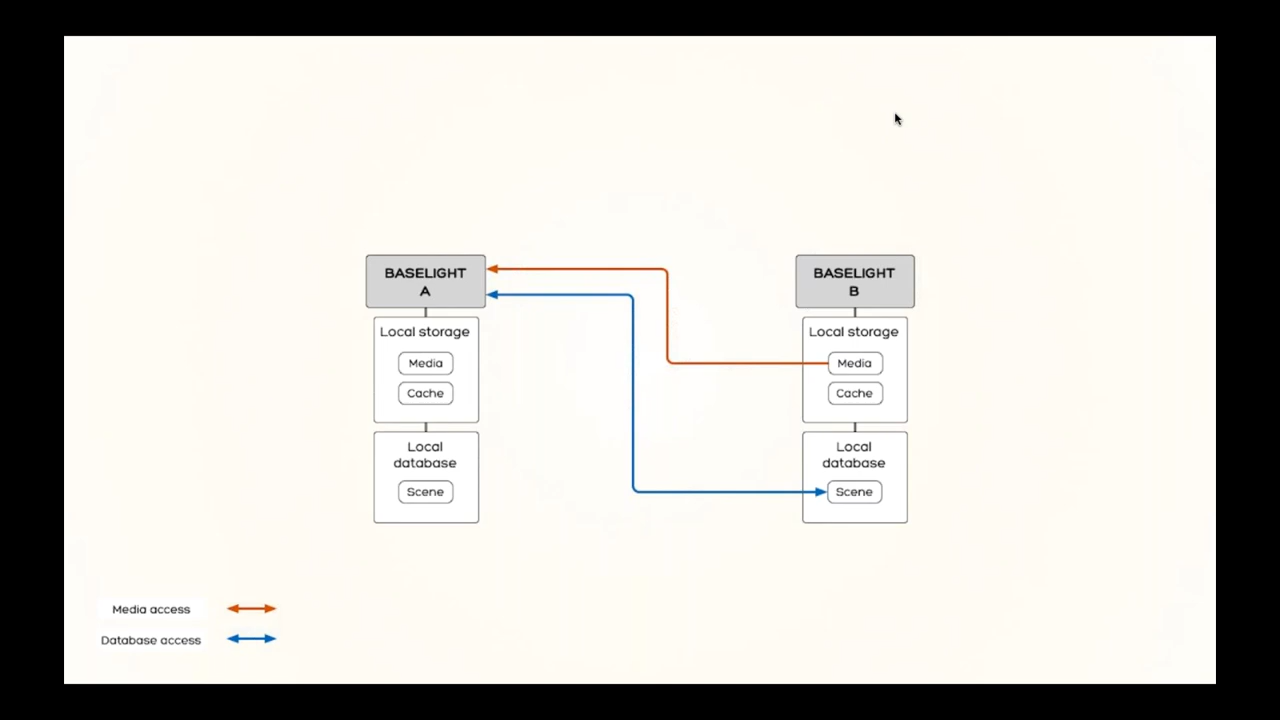 BASELIGHT
A
Local storage
Media
Cache
Local
database
Scene
BASELIGHT
B
Local storage
Media
Cache
Local
database
Scene
Media access
Database access